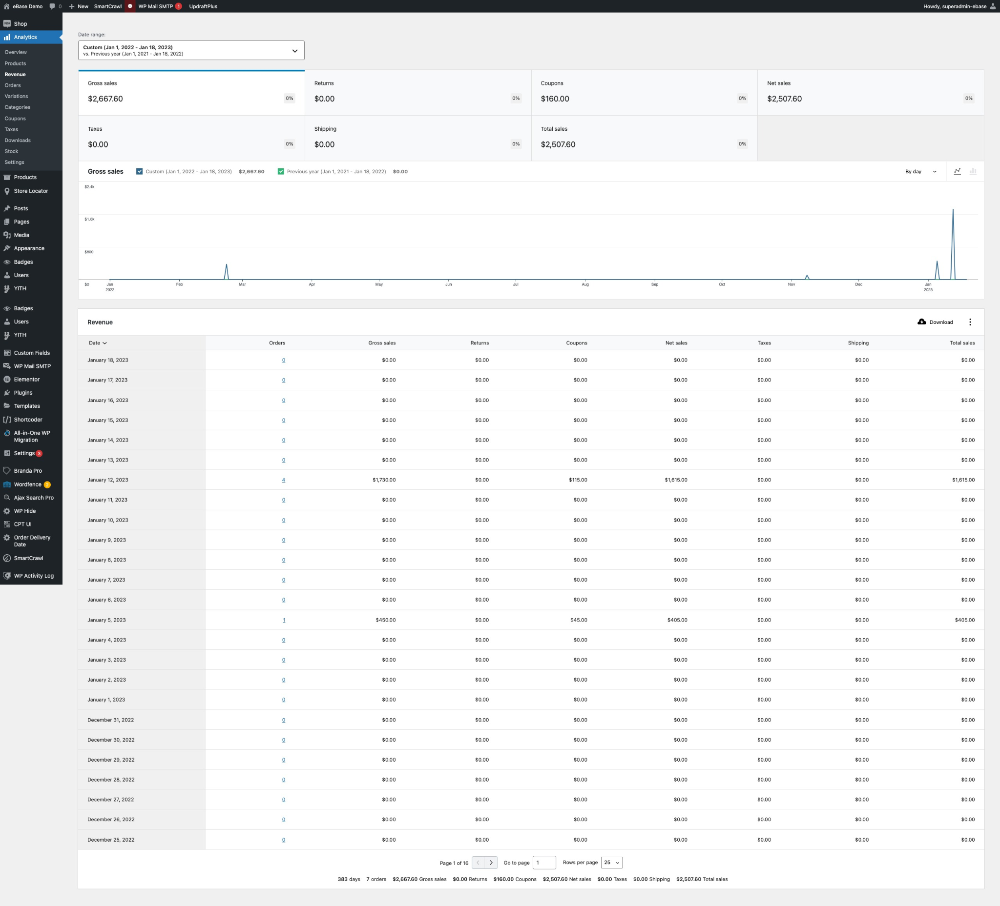 eBase Demo 0 New SmartCrawl WP Mail SMTP 1 UpdraftPlus Howdy, superadmin-ebase
Shop
Analytics
Overview
Products
Revenue
Orders
Variations
Categories
Coupons
Taxes
Downloads
Stock
Settings
Products
Store Locator
Posts
Pages
Media
Appearance
Badges
Users
YITH
Badges
Users
YITH
Custom Fields
WP Mail SMTP
Elementor
Plugins
Templates
Shortcoder
All-in-One WP
Migration
Settings 3
Branda Pro
Wordfence 2
Ajax Search Pro
WP Hide
CPT UI
Order Delivery
Date
SmartCrawl
WP Activity Log
Date range:
Custom (Jan 1, 2022 - Jan 18, 2023)
vs. Previous year (Jan 1, 2021 - Jan 18, 2022)
Gross sales Returns Coupons Net sales
$2,667.60 0% $0.00 0% $160.00 0% $2,507.60 0%
Taxes Shipping Total sales
$0.00 0% $0.00 0% $2,507.60 0%
Gross sales Custom (Jan 1, 2022 - Jan 18, 2023) $2,667.60 Previous year (Jan 1, 2021 - Jan 18, 2022) $0.00 By day
$2.4k
$1.6k
$800
$0 Jan Feb Mar Apr May Jun Jul Aug Sep Oct Nov Dec Jan
2022 2023
Revenue Download
Date Orders Gross sales Returns Coupons Net sales Taxes Shipping Total sales
January 18, 2023 0 $0.00 $0.00 $0.00 $0.00 $0.00 $0.00 $0.00
January 17, 2023 0 $0.00 $0.00 $0.00 $0.00 $0.00 $0.00 $0.00
January 16, 2023 0 $0.00 $0.00 $0.00 $0.00 $0.00 $0.00 $0.00
January 15, 2023 0 $0.00 $0.00 $0.00 $0.00 $0.00 $0.00 $0.00
January 14, 2023 0 $0.00 $0.00 $0.00 $0.00 $0.00 $0.00 $0.00
January 13, 2023 0 $0.00 $0.00 $0.00 $0.00 $0.00 $0.00 $0.00
January 12, 2023 4 $1,730.00 $0.00 $115.00 $1,615.00 $0.00 $0.00 $1,615.00
January 11, 2023 0 $0.00 $0.00 $0.00 $0.00 $0.00 $0.00 $0.00
January 10, 2023 0 $0.00 $0.00 $0.00 $0.00 $0.00 $0.00 $0.00
January 9, 2023 0 $0.00 $0.00 $0.00 $0.00 $0.00 $0.00 $0.00
January 8, 2023 0 $0.00 $0.00 $0.00 $0.00 $0.00 $0.00 $0.00
January 7, 2023 0 $0.00 $0.00 $0.00 $0.00 $0.00 $0.00 $0.00
January 6, 2023 0 $0.00 $0.00 $0.00 $0.00 $0.00 $0.00 $0.00
January 5, 2023 1 $450.00 $0.00 $45.00 $405.00 $0.00 $0.00 $405.00
January 4, 2023 0 $0.00 $0.00 $0.00 $0.00 $0.00 $0.00 $0.00
January 3, 2023 0 $0.00 $0.00 $0.00 $0.00 $0.00 $0.00 $0.00
January 2, 2023 0 $0.00 $0.00 $0.00 $0.00 $0.00 $0.00 $0.00
January 1, 2023 0 $0.00 $0.00 $0.00 $0.00 $0.00 $0.00 $0.00
December 31, 2022 0 $0.00 $0.00 $0.00 $0.00 $0.00 $0.00 $0.00
December 30, 2022 0 $0.00 $0.00 $0.00 $0.00 $0.00 $0.00 $0.00
December 29, 2022 0 $0.00 $0.00 $0.00 $0.00 $0.00 $0.00 $0.00
December 28, 2022 0 $0.00 $0.00 $0.00 $0.00 $0.00 $0.00 $0.00
December 27, 2022 0 $0.00 $0.00 $0.00 $0.00 $0.00 $0.00 $0.00
December 26, 2022 0 $0.00 $0.00 $0.00 $0.00 $0.00 $0.00 $0.00
December 25, 2022 0 $0.00 $0.00 $0.00 $0.00 $0.00 $0.00 $0.00
Page 1 of 16 Go to page 1 Rows per page 25
383 days 7 orders $2,667.60 Gross sales $0.00 Returns $160.00 Coupons $2,507.60 Net sales $0.00 Taxes $0.00 Shipping $2,507.60 Total sales